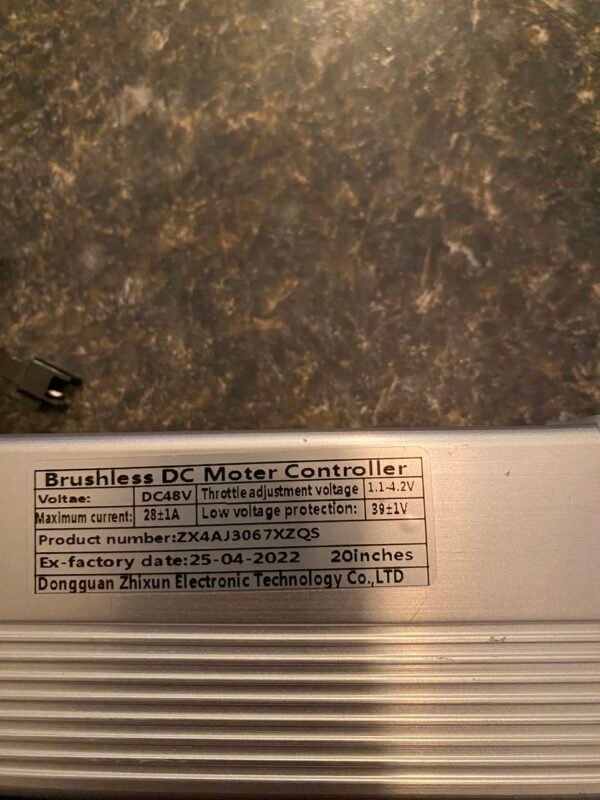 Brushless DC Moter Controller
Voltae: DC48V Throttle adjustment voltage 1.1-4.2V
Maximum current: 28±1A Low voltage protection: 39±1V
Product number:ZX4AJ3067XZQS
Ex-factory date:25-04-2022 20inches
Dongguan Zhixun Electronic Technology Co.,LTD